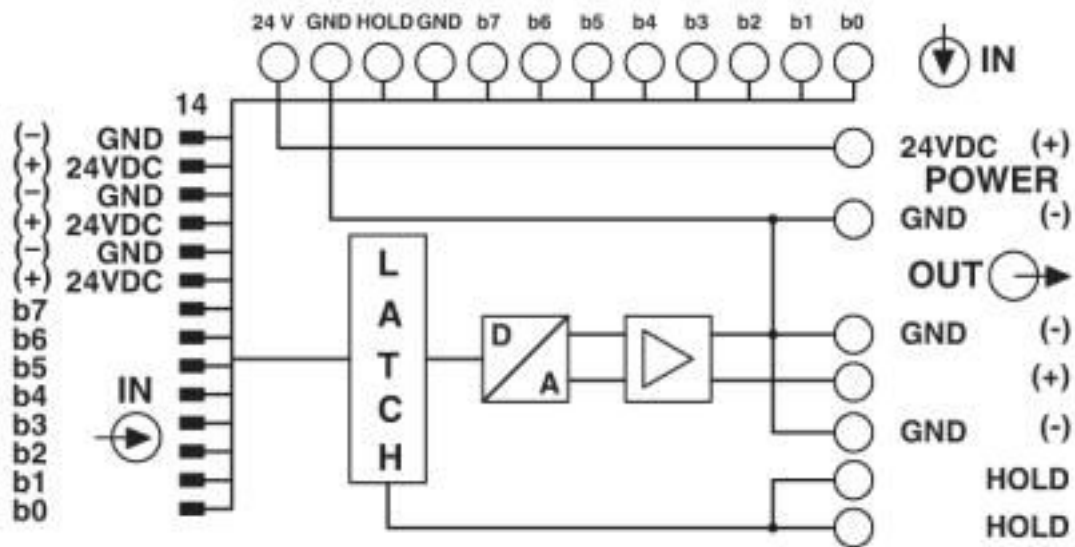 24 V GND HOLD GND b7 b6 b5 b4 b3 b2 b1 b0
IN
14
(-) GND
(+) 24VDC
(-) GND
(+) 24VDC
(-) GND
(+) 24VDC
b7
b6
b5
b4
b3
b2
b1
b0
IN
LATCH
D
A
24VDC (+)
POWER
GND (-)
OUT
GND (-)
(+)
GND (-)
HOLD
HOLD